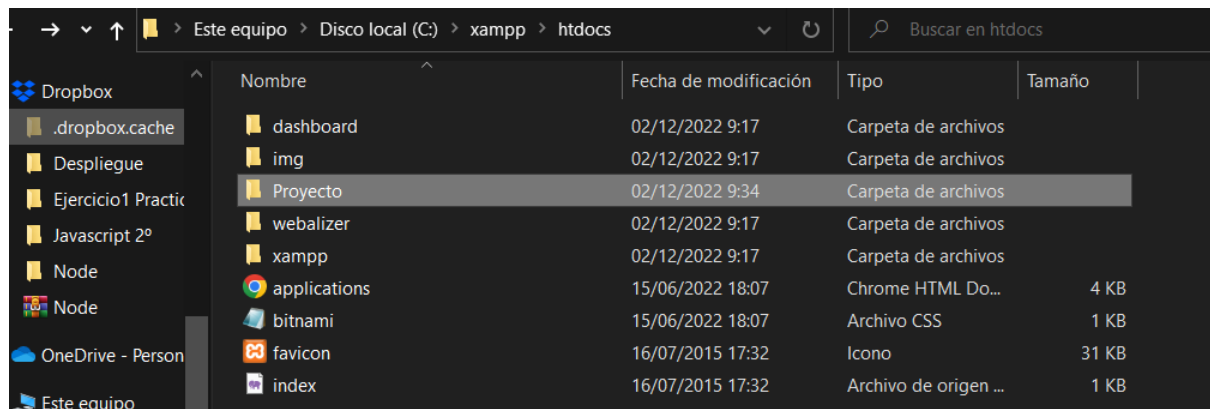 Este equipo > Disco local (C:) > xampp > htdocs
Buscar en htdocs
Dropbox
.dropbox.cache
Despliegue
Ejercicio1 Practic
Javascript 2º
Node
Node
OneDrive - Person
Este equipo
Nombre Fecha de modificación Tipo Tamaño
dashboard 02/12/2022 9:17 Carpeta de archivos
img 02/12/2022 9:17 Carpeta de archivos
Proyecto 02/12/2022 9:34 Carpeta de archivos
webalizer 02/12/2022 9:17 Carpeta de archivos
xampp 02/12/2022 9:17 Carpeta de archivos
applications 15/06/2022 18:07 Chrome HTML Do... 4 KB
bitnami 15/06/2022 18:07 Archivo CSS 1 KB
favicon 16/07/2015 17:32 Icono 31 KB
index 16/07/2015 17:32 Archivo de origen ... 1 KB